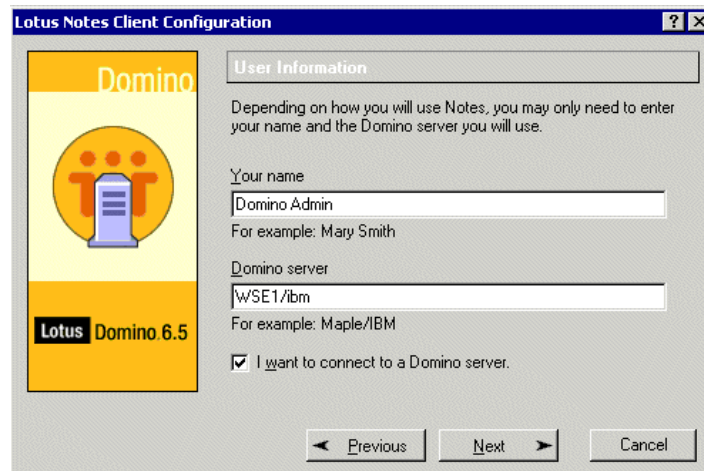 Lotus Notes Client Configuration
Domino
User Information
Depending on how you will use Notes, you may only need to enter
your name and the Domino server you will use.
Your name
Domino Admin
For example: Mary Smith
Domino server
WSE1/ibm
For example: Maple/IBM
Lotus Domino.6.5
I want to connect to a Domino server.
Previous
Next
Cancel